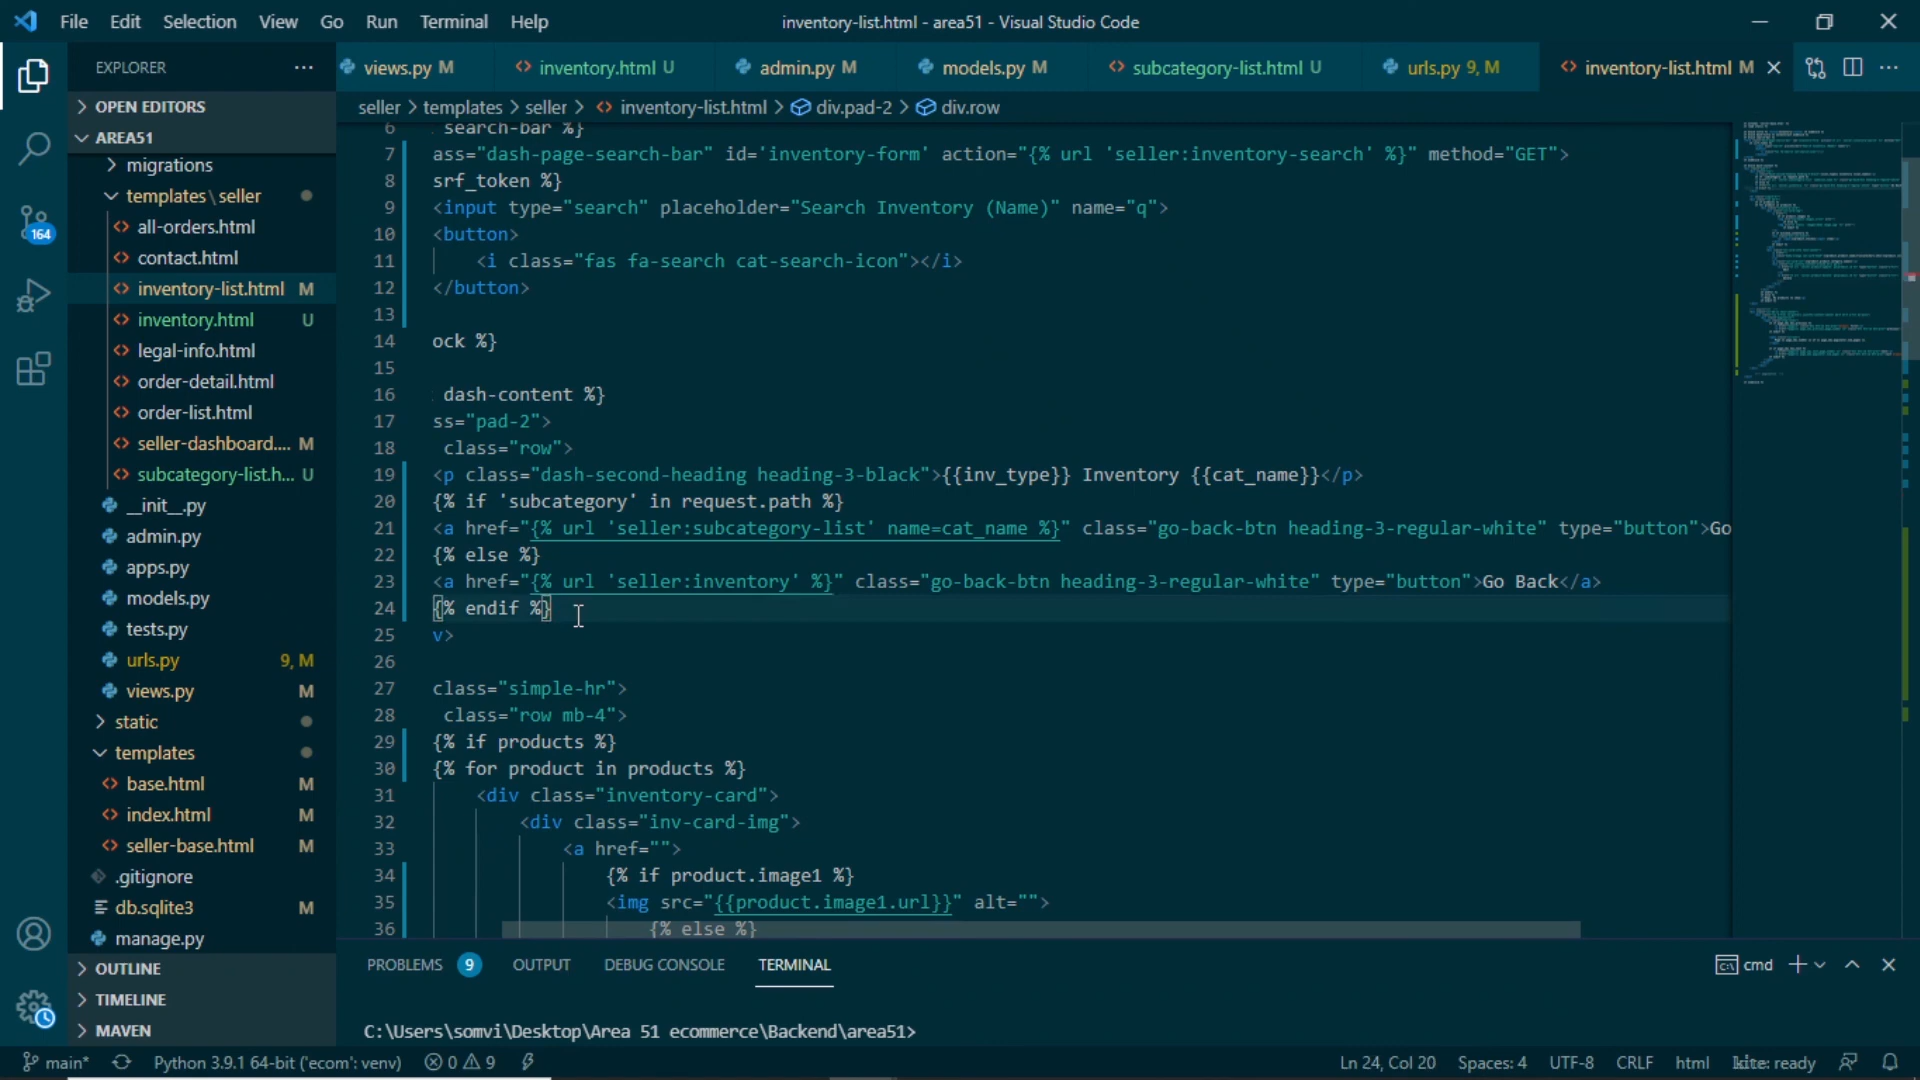 File Edit Selection View Go Run Terminal Help
inventory-list.html - area51 - Visual Studio Code
EXPLORER
OPEN EDITORS
AREA51
migrations
templates\seller
all-orders.html
contact.html
inventory-list.html M
inventory.html U
legal-info.html
order-detail.html
order-list.html
seller-dashboard.... M
subcategory-list.h... U
__init__.py
admin.py
apps.py
models.py
tests.py
urls.py 9, M
views.py M
static
templates
base.html M
index.html M
seller-base.html M
.gitignore
db.sqlite3 M
manage.py
OUTLINE
TIMELINE
MAVEN
164
views.py M
inventory.html U
admin.py M
models.py M
subcategory-list.html U
urls.py 9, M
inventory-list.html M
seller > templates > seller > inventory-list.html > div.pad-2 > div.row
6 search-bar %}
7 ass="dash-page-search-bar" id='inventory-form' action="{% url 'seller:inventory-search' %}" method="GET">
8 srf_token %}
9 <input type="search" placeholder="Search Inventory (Name)" name="q">
10 <button>
11 <i class="fas fa-search cat-search-icon"></i>
12 </button>
13
14 ock %}
15
16 dash-content %}
17 ss="pad-2">
18 class="row">
19 <p class="dash-second-heading heading-3-black">{{inv_type}} Inventory {{cat_name}}</p>
20 {% if 'subcategory' in request.path %}
21 <a href="{% url 'seller:subcategory-list' name=cat_name %}" class="go-back-btn heading-3-regular-white" type="button">Go
22 {% else %}
23 <a href="{% url 'seller:inventory' %}" class="go-back-btn heading-3-regular-white" type="button">Go Back</a>
24 {% endif %}
25 v>
26
27 class="simple-hr">
28 class="row mb-4">
29 {% if products %}
30 {% for product in products %}
31 <div class="inventory-card">
32 <div class="inv-card-img">
33 <a href="">
34 {% if product.image1 %}
35 <img src="{{product.image1.url}}" alt="">
36 {% else %}
PROBLEMS 9 OUTPUT DEBUG CONSOLE TERMINAL
cmd
C:\Users\somvi\Desktop\Area 51 ecommerce\Backend\area51>
main* Python 3.9.1 64-bit ('ecom': venv) 0 9
Ln 24, Col 20 Spaces: 4 UTF-8 CRLF html kite: ready